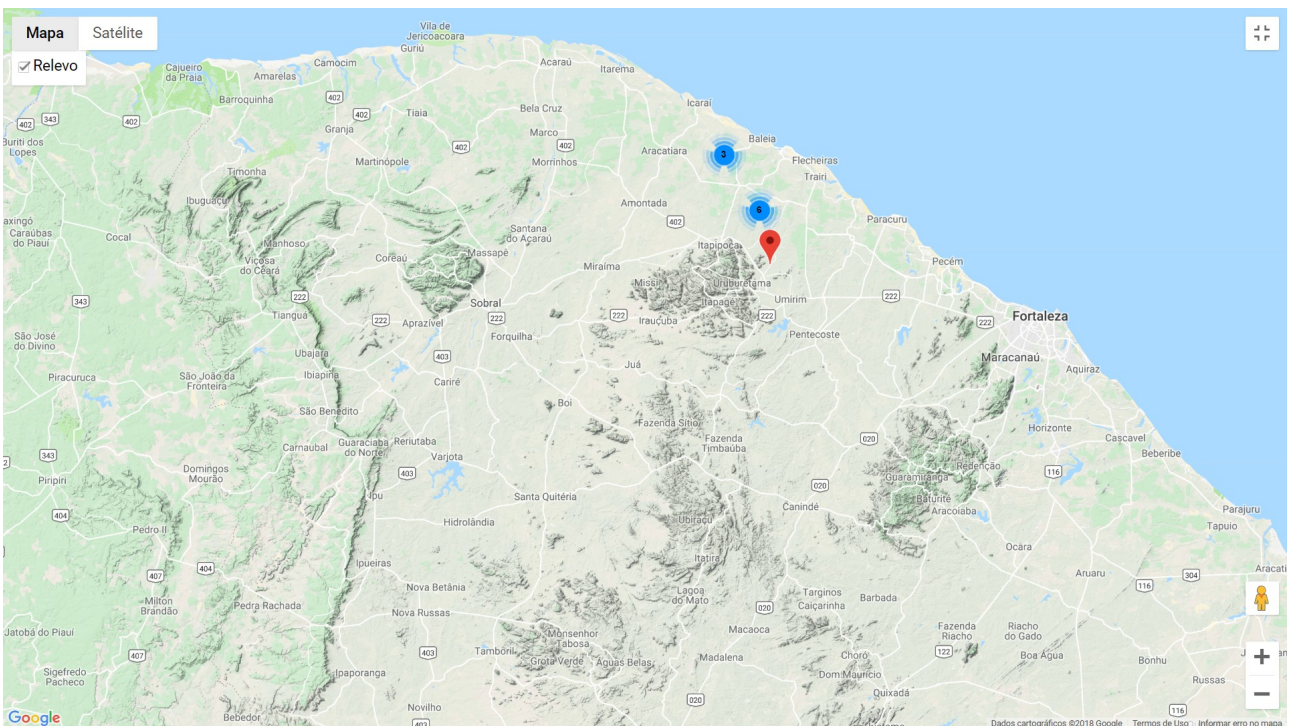 Mapa
Satélite
Relevo
Vila de
Jericoacoara
Guriú
Cajueiro
da Praia
Amarelas
Camocim
Acaraú
Itarema
Barroquinha
402
402
343
402
402
Granja
Tiaia
Bela Cruz
Icaraí
Buriti dos
Lopes
402
Marco
402
Aracatiara
3
Baleia
Martinópole
Morrinhos
Flecheiras
Trairi
Timonha
Ibuguaçu
Amontada
6
402
Paracuru
Caraúbas
do Piauí
Cocal
Manhoso
Santana
do Acaraú
Itapipoca
Viçosa
do Ceará
Coreaú
Massapê
Miraíma
Pecém
Missi
Uruburetama
343
222
Sobral
Itapagé
Umirim
222
Tianguá
222
Aprazível
222
222
Irauçuba
222
222
Fortaleza
São José
do Divino
Forquilha
Pentecoste
Ubajara
403
Maracanaú
Juá
Aquiraz
Piracuruca
São João da
Fronteira
Ibiapina
Cariré
São Benedito
Boi
Fazenda Sítio
Horizonte
Carnaubal
Guaraciaba
do Norte
Reriutaba
Fazenda
Timbaúba
020
Cascavel
343
Varjota
Beberibe
Domingos
Mourão
403
Redenção
116
Piripiri
Guaramiranga
020
Ipu
Santa Quitéria
Baturité
404
Canindé
Aracoiaba
Parajuru
Pedro II
Hidrolândia
Ubiraçu
Tapuio
Itatira
Ocara
Ipueiras
404
407
Aruaru
304
116
Nova Betânia
Lagoa
do Mato
Targinos
Caiçarinha
Barbada
Milton
Brandão
Pedra Rachada
Nova Russas
020
Jatobá do Piauí
Monsenhor
Tabosa
Macaoca
Fazenda
Riacho
Riacho
do Gado
407
403
Tamboril
Grota Verde
Águas Belas
Madalena
Choró
122
Boa Água
Bonhu
Sigefredo
Pacheco
Ipaporanga
Dom Maurício
Russas
Quixadá
020
Novilho
116
Bebedor
403
Google
Dados cartográficos ©2018 Google
Termos de Uso
Informar erro no mapa